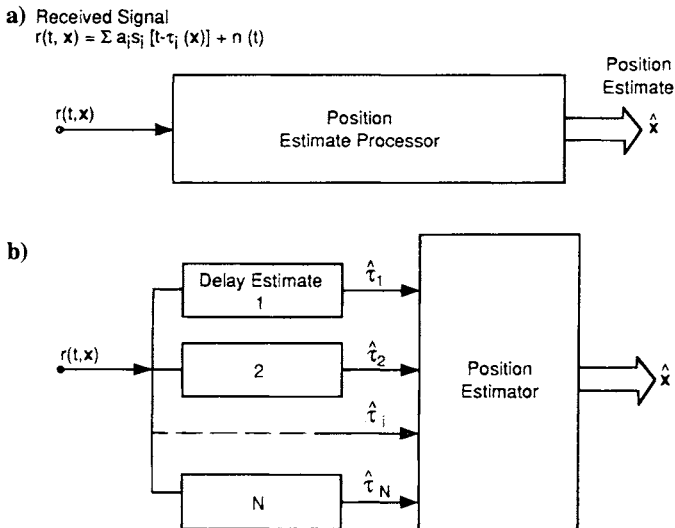 a) Received Signal
r(t, x) = Σ aᵢsᵢ [t-τᵢ (x)] + n (t)
Position
Estimate
r(t,x)
Position
Estimate Processor
x̂
b)
Delay Estimate
1
τ̂₁
r(t,x)
2
τ̂₂
Position
Estimator
x̂
τ̂ᵢ
N
τ̂N